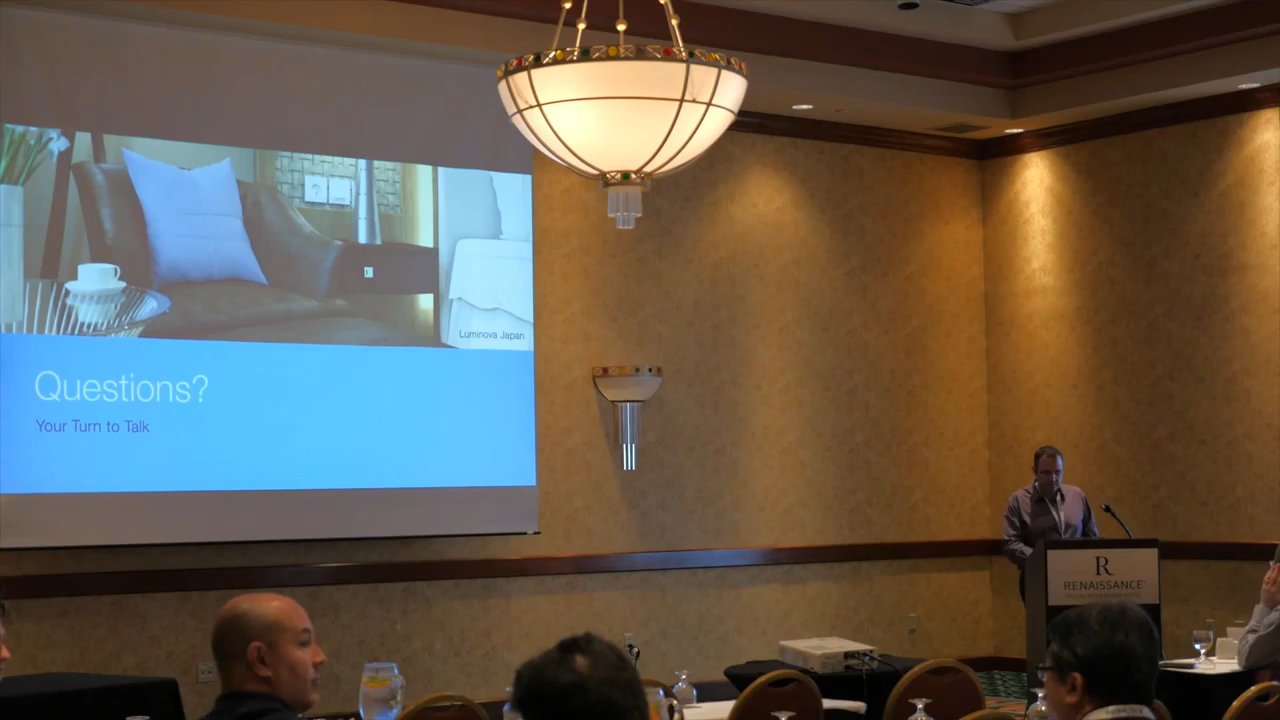 Luminova Japan
Questions?
Your Turn to Talk
R
RENAISSANCE